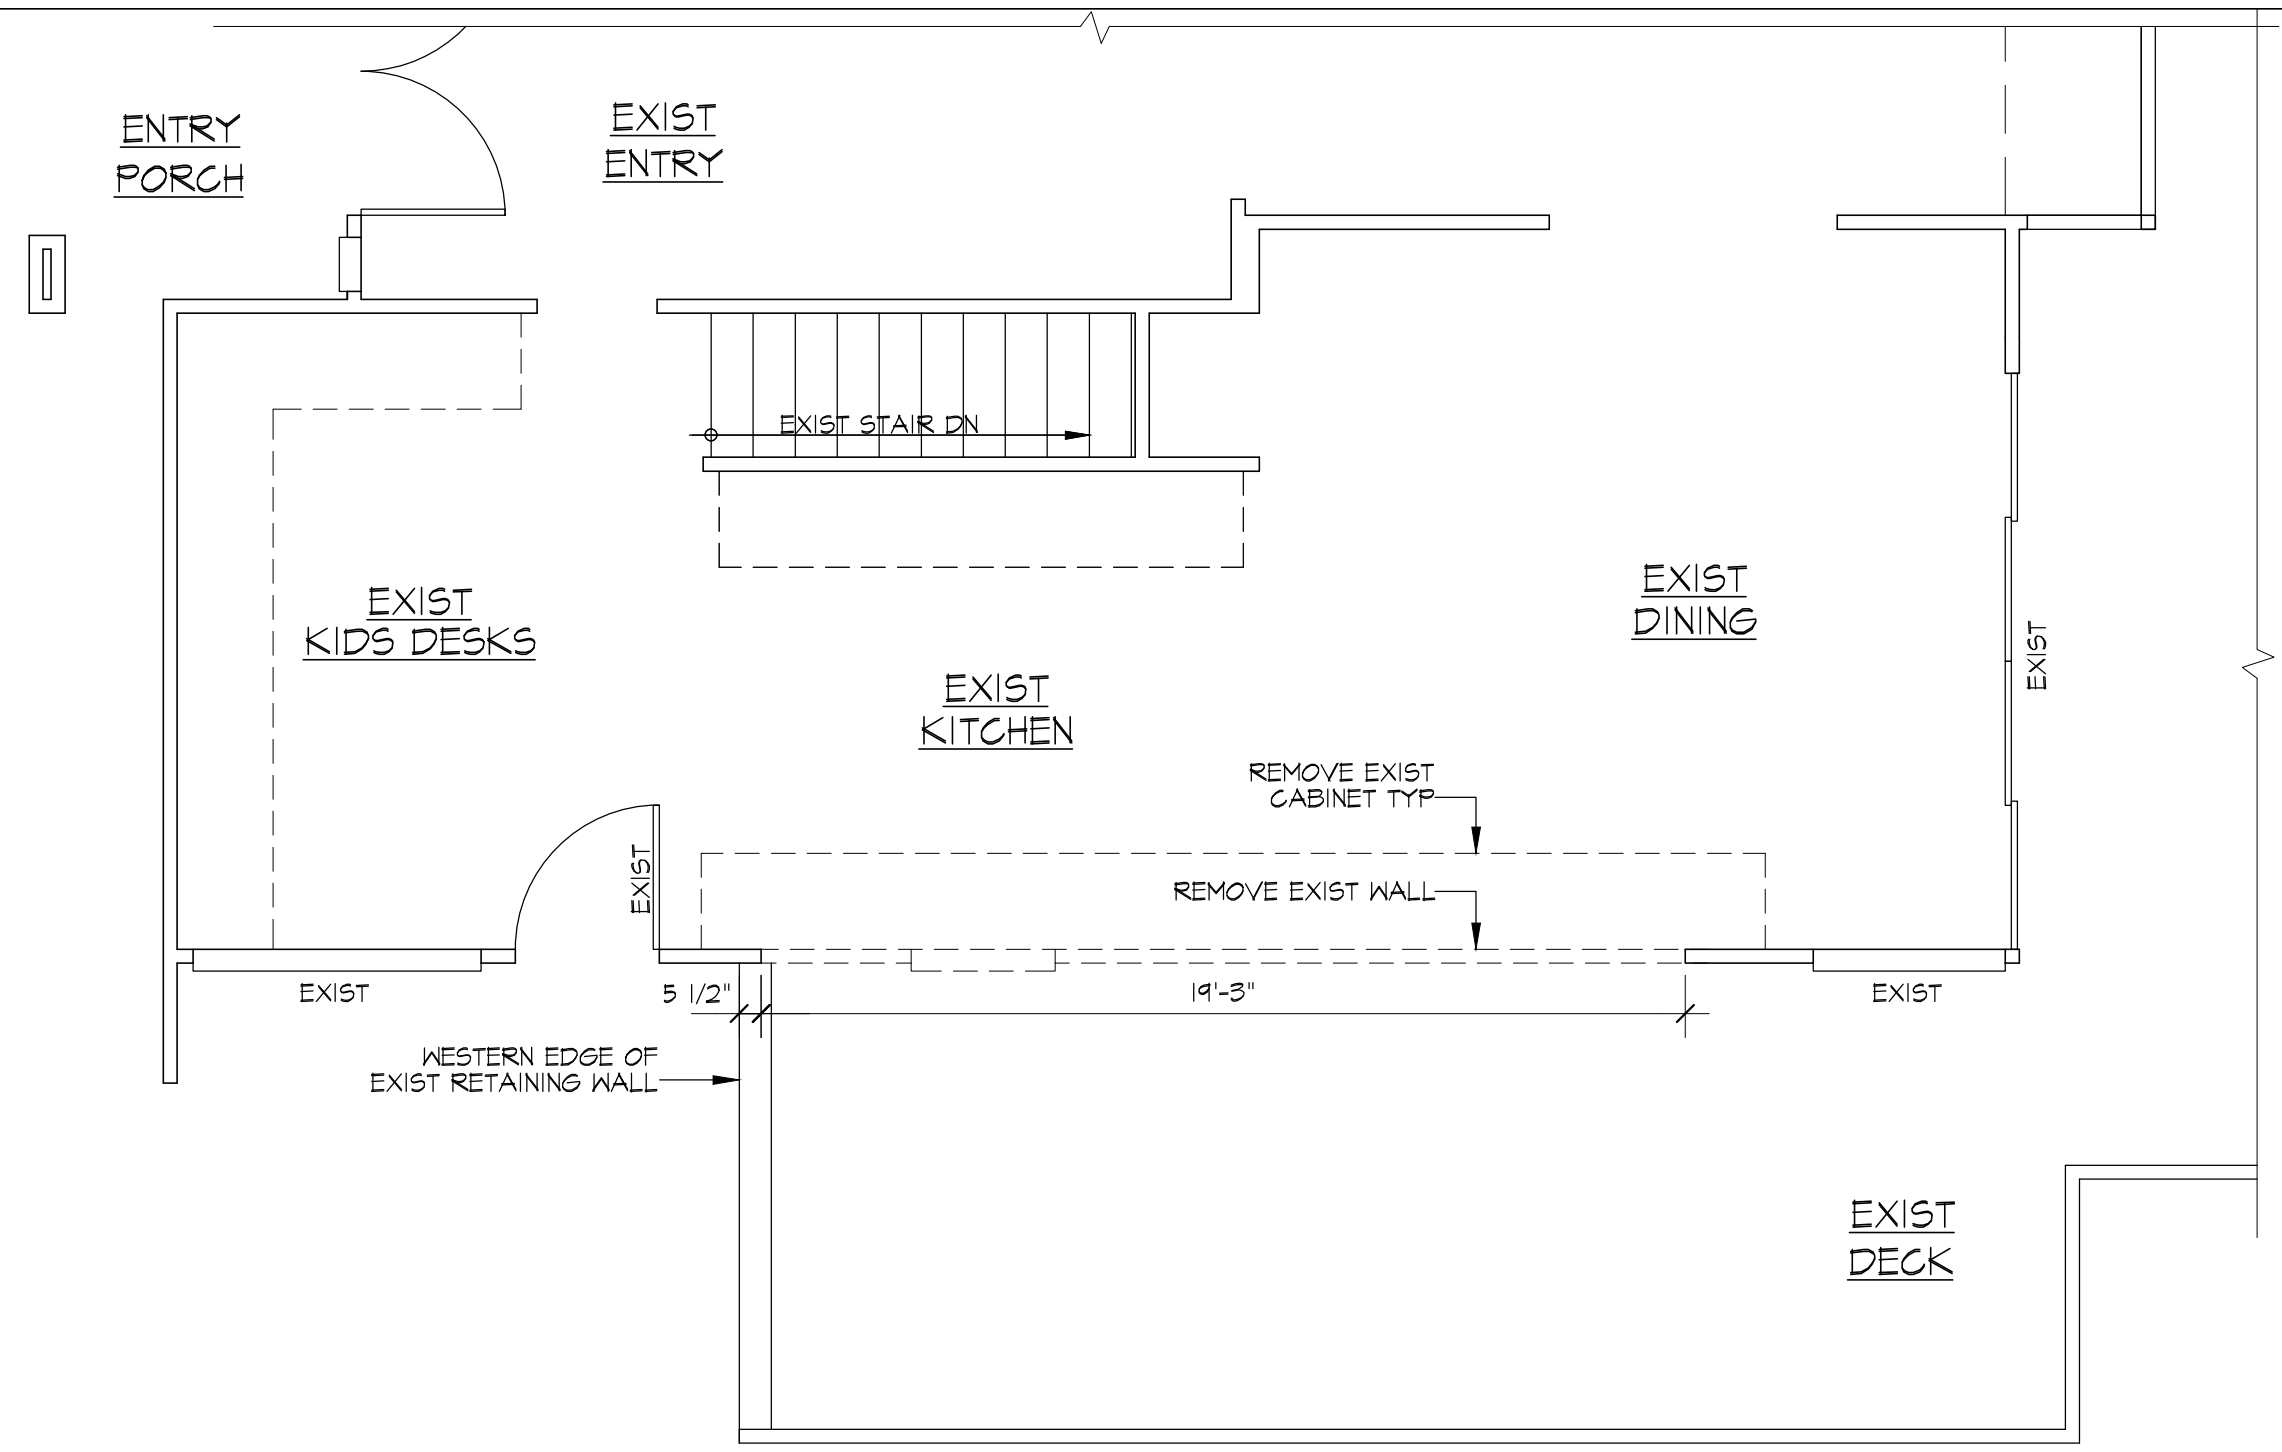 ENTRY
PORCH
EXIST
ENTRY
EXIST STAIR DN
EXIST
KIDS DESKS
EXIST
DINING
EXIST
EXIST
KITCHEN
REMOVE EXIST
CABINET TYP
EXIST
REMOVE EXIST WALL
EXIST
5 1/2"
19'-3"
EXIST
WESTERN EDGE OF
EXIST RETAINING WALL
EXIST
DECK